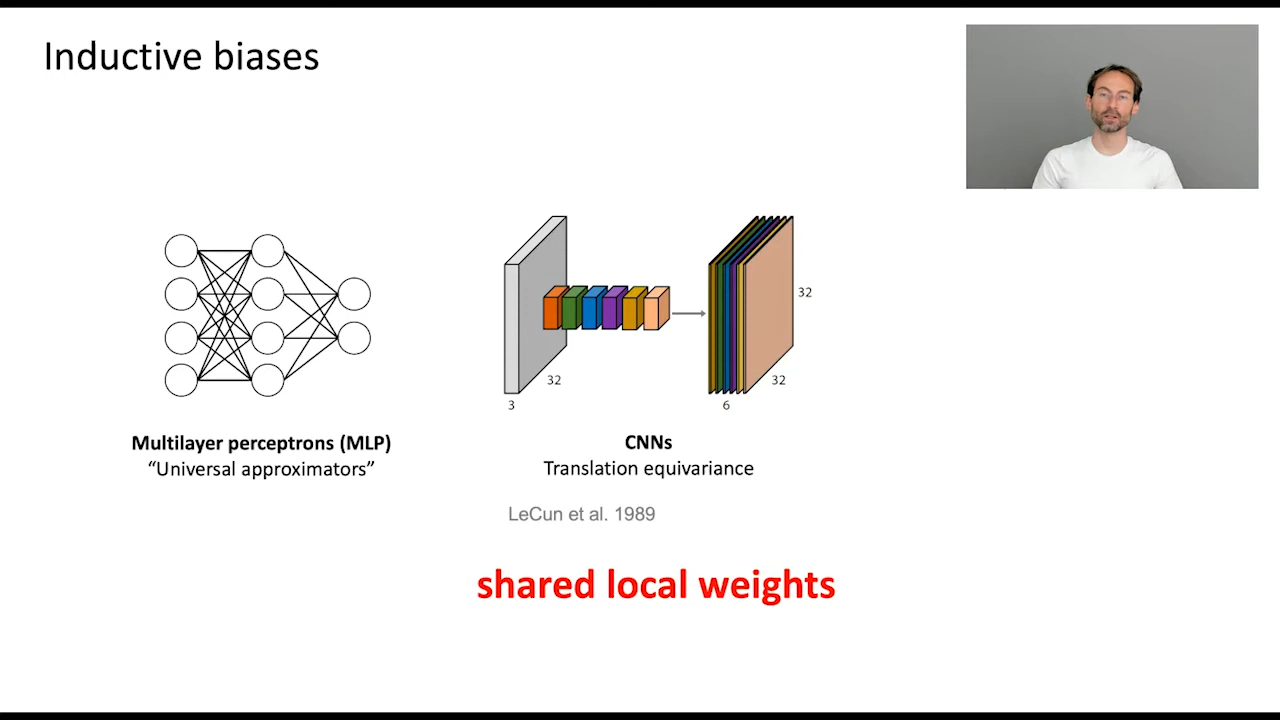 Inductive biases
32
32
32
3
6
Multilayer perceptrons (MLP)
“Universal approximators”
CNNs
Translation equivariance
LeCun et al. 1989
shared local weights